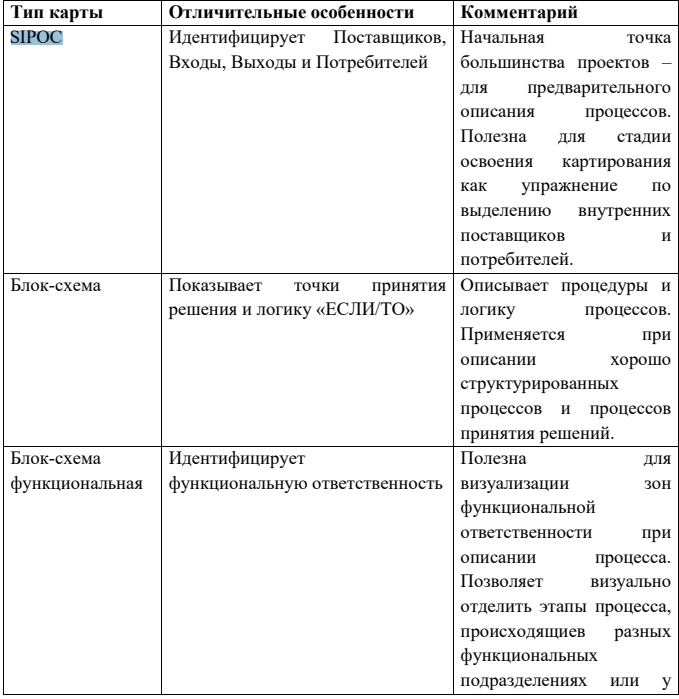 Тип карты
Отличительные особенности
Комментарий
SIPOC
Идентифицирует Поставщиков,
Входы, Выходы и Потребителей
Начальная точка
большинства проектов –
для предварительного
описания процессов.
Полезна для стадии
освоения картирования
как упражнение по
выделению внутренних
поставщиков и
потребителей.
Блок-схема
Показывает точки принятия
решения и логику «ЕСЛИ/ТО»
Описывает процедуры и
логику процессов.
Применяется при
описании хорошо
структурированных
процессов и процессов
принятия решений.
Блок-схема
функциональная
Идентифицирует
функциональную ответственность
Полезна для
визуализации зон
функциональной
ответственности при
описании процесса.
Позволяет визуально
отделить этапы процесса,
происходящиев разных
функциональных
подразделениях или у